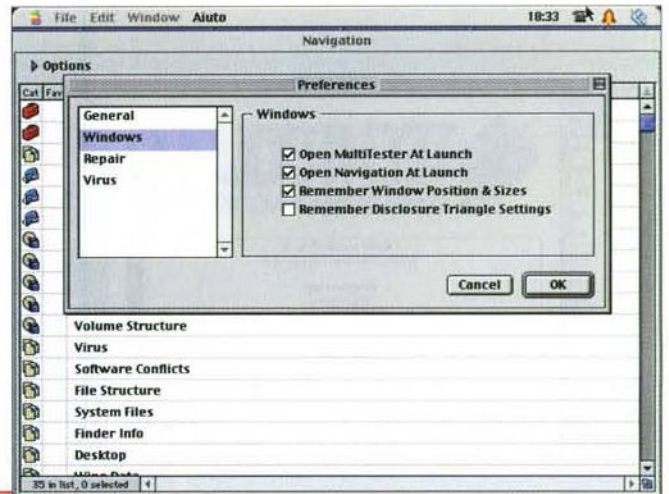 File Edit Window Aiuto 18:33
Navigation
Options
Preferences
Cat Fav
General
Windows
Repair
Virus
Windows
Open MultiTester At Launch
Open Navigation At Launch
Remember Window Position & Sizes
Remember Disclosure Triangle Settings
Cancel OK
Volume Structure
Virus
Software Conflicts
File Structure
System Files
Finder Info
Desktop
35 in list, 0 selected